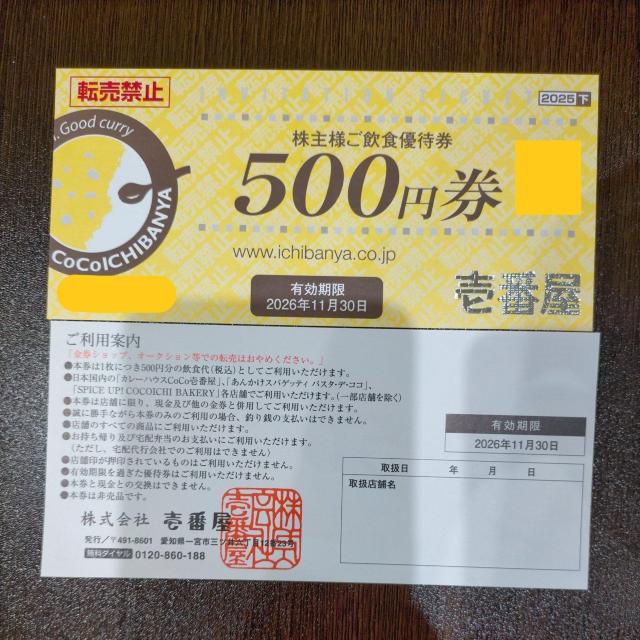 転売禁止
INVITATION TICKET
2025下
Good curry
CoCoICHIBANYA
株主様ご飲食優待券
500円券
www.ichibanya.co.jp
有効期限
2026年11月30日
壱番屋
ご利用案内
「金券ショップ、オークション等での転売はおやめください。」
●本券は1枚につき500円分の飲食代(税込)としてご利用いただけます。
●日本国内の「カレーハウスCoCo壱番屋」、「あんかけスパゲッティ パスタ・デ・ココ」、
「SPICE UP! COCOICHI BAKERY」各店舗でご利用いただけます。(一部店舗を除く)
●本券は店舗に限り、現金及び他の金券と併用してご利用いただけます。
●誠に勝手ながら本券のみのご利用の場合、釣り銭の支払いはできません。
●店舗のすべての商品にご利用いただけます。
●お持ち帰り及び宅配弁当のお支払いにご利用いただけます。
(ただし、宅配代行会社でのご利用はできません)
●店舗印が押印されているものはご利用いただけません。
●有効期限を過ぎた優待券はご利用いただけません。
●本券と現金との交換はできません。
●本券は非売品です。
株式会社 壱番屋
発行／〒491-8601 愛知県一宮市三ツ井六丁目12番23号
無料ダイヤル 0120-860-188
有効期限
2026年11月30日
取扱日 年 月 日
取扱店舗名